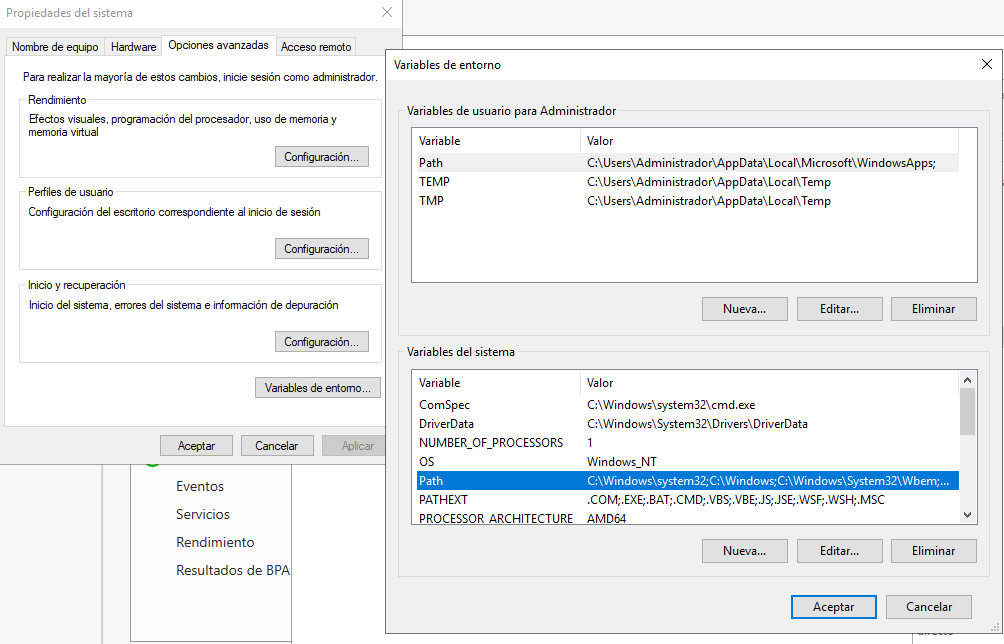 Propiedades del sistema
Nombre de equipo
Hardware
Opciones avanzadas
Acceso remoto
Para realizar la mayoría de estos cambios, inicie sesión como administrador.
Rendimiento
Efectos visuales, programación del procesador, uso de memoria y
memoria virtual
Configuración...
Perfiles de usuario
Configuración del escritorio correspondiente al inicio de sesión
Configuración...
Inicio y recuperación
Inicio del sistema, errores del sistema e información de depuración
Configuración...
Variables de entorno...
Aceptar
Cancelar
Aplicar
Eventos
Servicios
Rendimiento
Resultados de BPA
Variables de entorno
Variables de usuario para Administrador
Variable Valor
Path C:\Users\Administrador\AppData\Local\Microsoft\WindowsApps;
TEMP C:\Users\Administrador\AppData\Local\Temp
TMP C:\Users\Administrador\AppData\Local\Temp
Nueva...
Editar...
Eliminar
Variables del sistema
Variable Valor
ComSpec C:\Windows\system32\cmd.exe
DriverData C:\Windows\System32\Drivers\DriverData
NUMBER_OF_PROCESSORS 1
OS Windows_NT
Path C:\Windows\system32;C:\Windows;C:\Windows\System32\Wbem;...
PATHEXT .COM;.EXE;.BAT;.CMD;.VBS;.VBE;.JS;.JSE;.WSF;.WSH;.MSC
PROCESSOR_ARCHITECTURE AMD64
Nueva...
Editar...
Eliminar
Aceptar
Cancelar